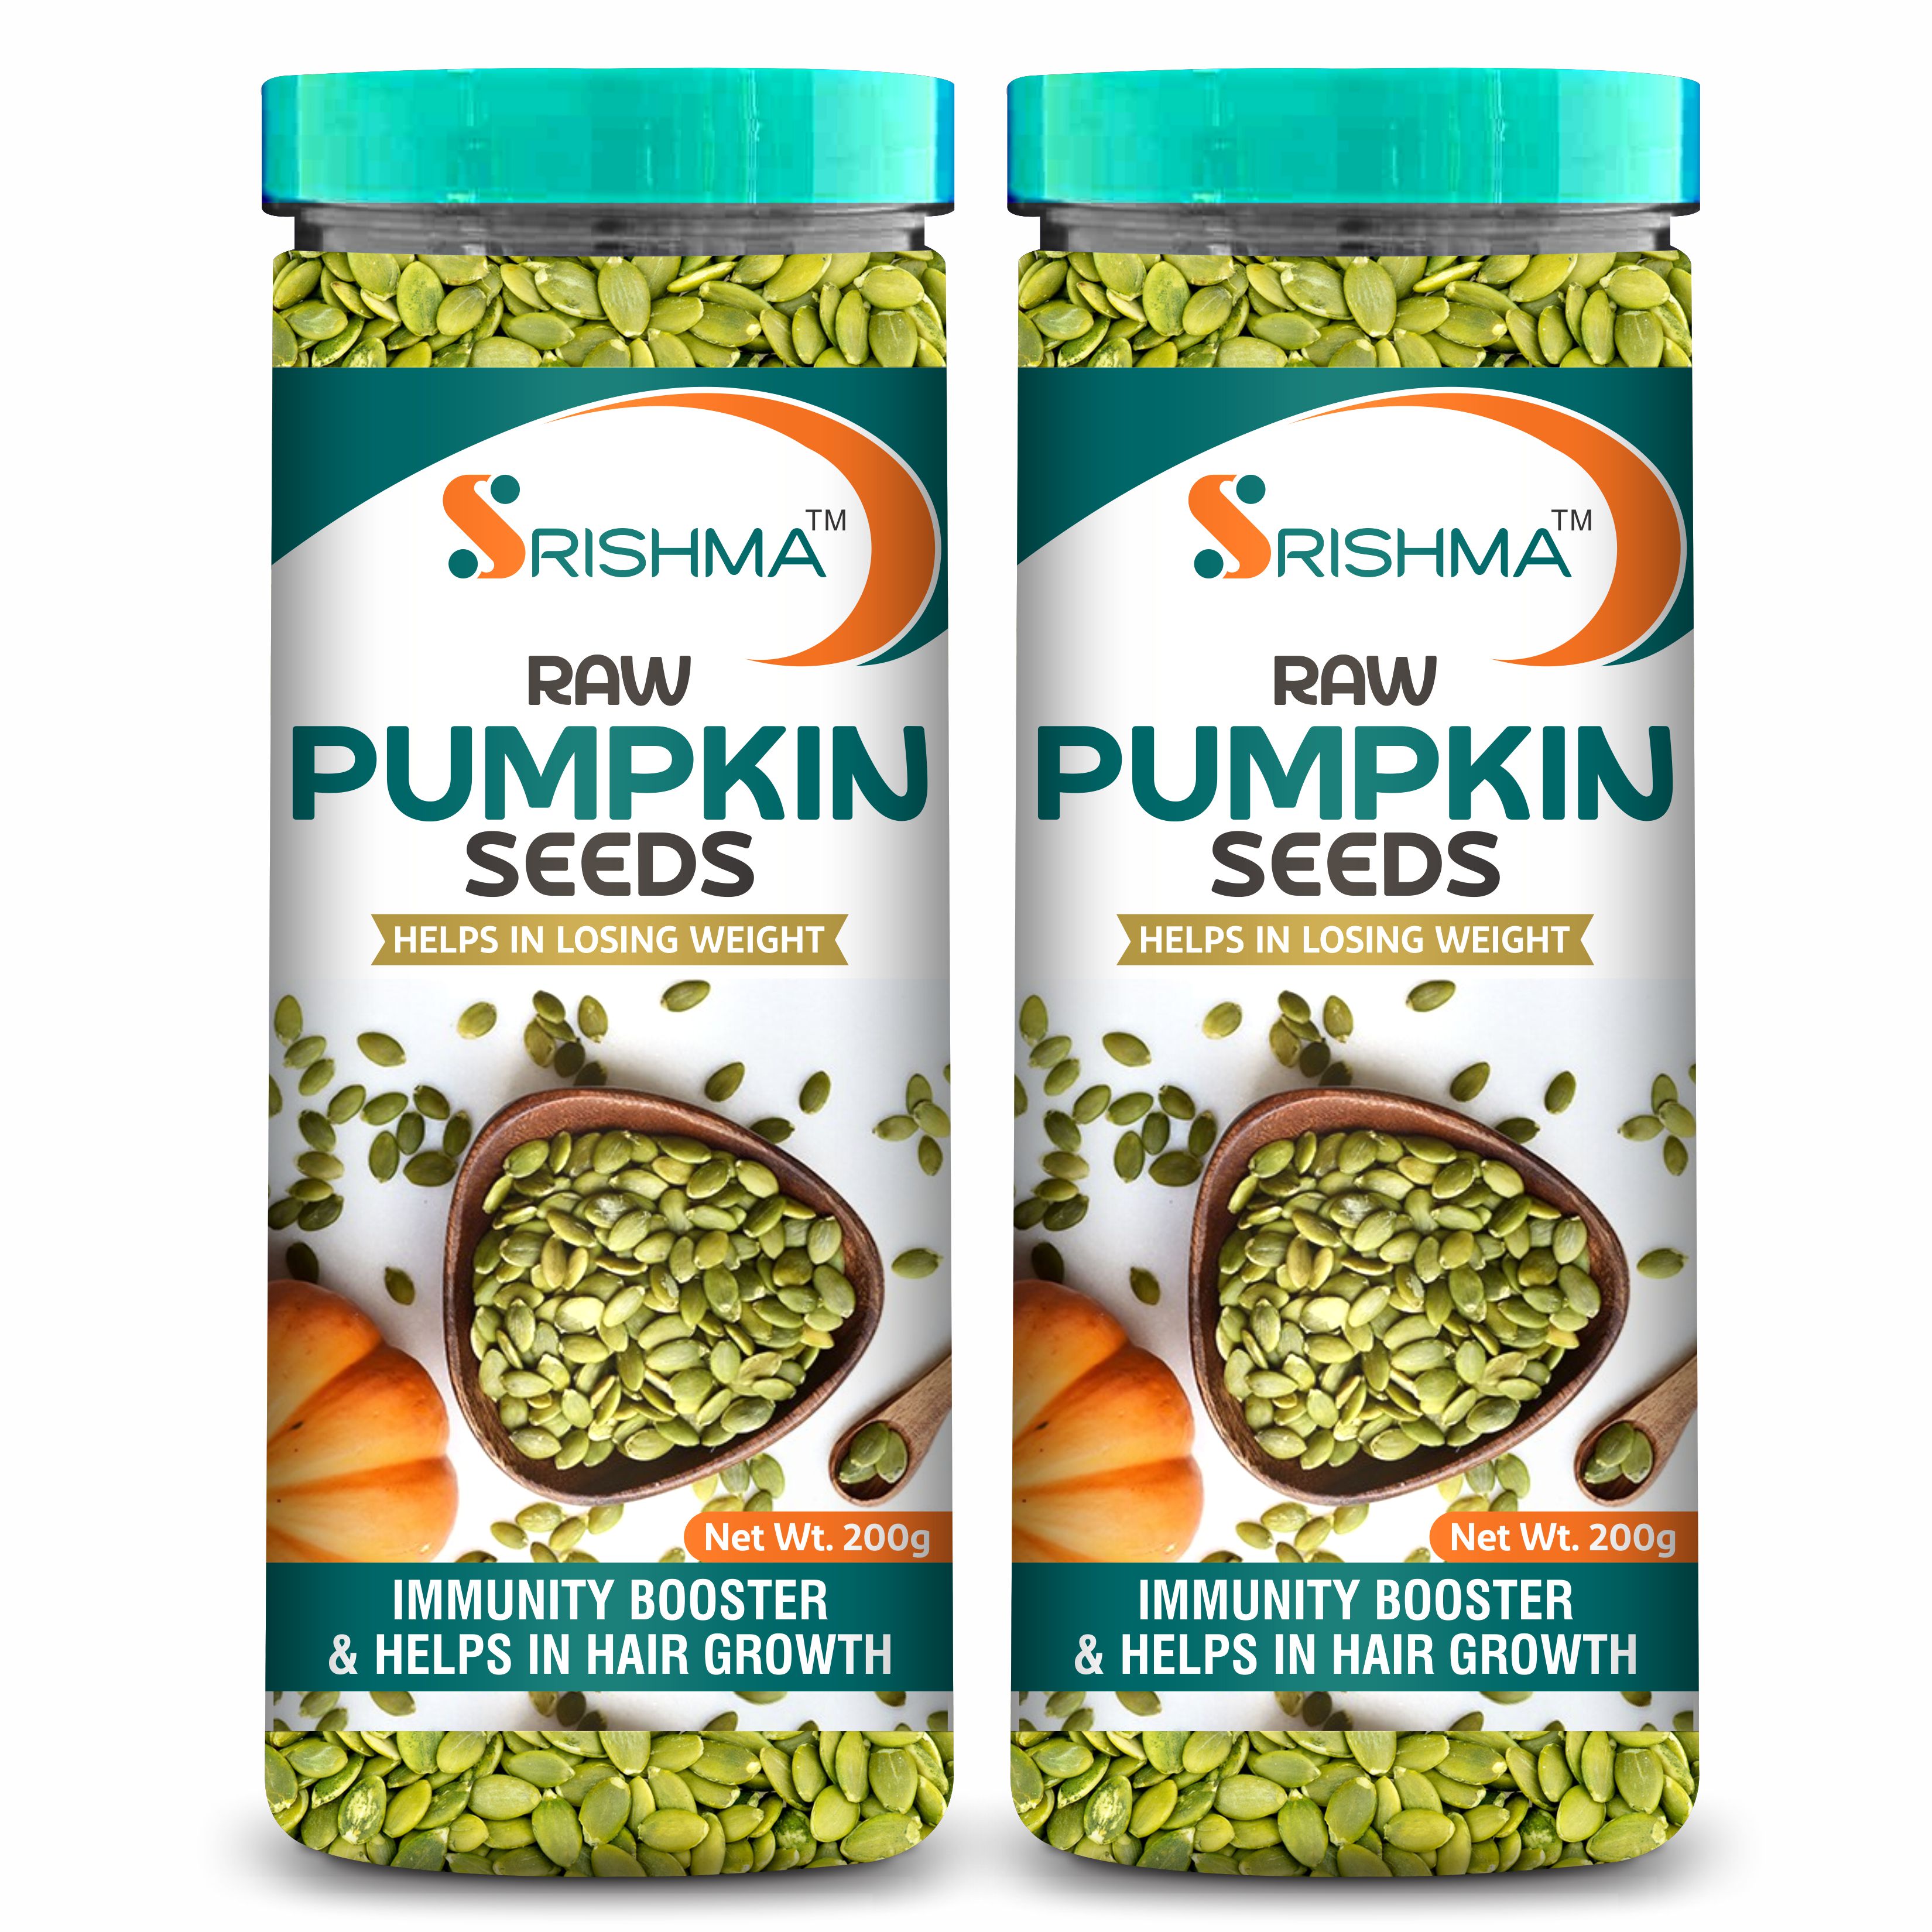 SRISHMA™
RAW
PUMPKIN
SEEDS
HELPS IN LOSING WEIGHT
Net Wt. 200g
IMMUNITY BOOSTER
& HELPS IN HAIR GROWTH
SRISHMA™
RAW
PUMPKIN
SEEDS
HELPS IN LOSING WEIGHT
Net Wt. 200g
IMMUNITY BOOSTER
& HELPS IN HAIR GROWTH